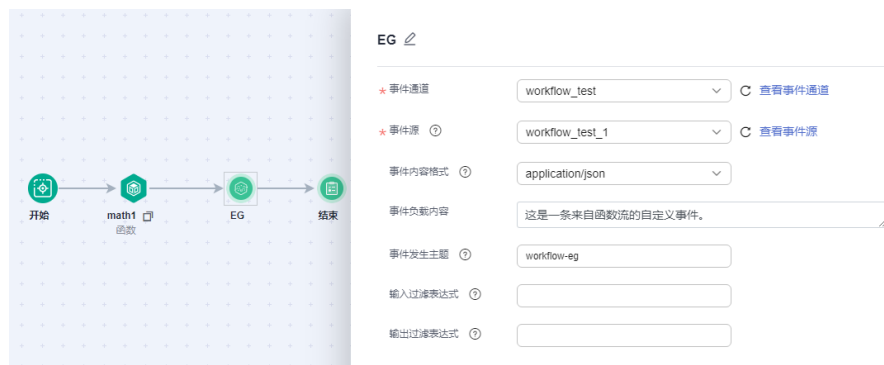 开始
math1
函数
EG
结束
EG
* 事件通道 workflow_test 查看事件通道
* 事件源 ? workflow_test_1 查看事件源
事件内容格式 ? application/json
事件负载内容 这是一条来自函数流的自定义事件。
事件发生主题 ? workflow-eg
输入过滤表达式 ?
输出过滤表达式 ?